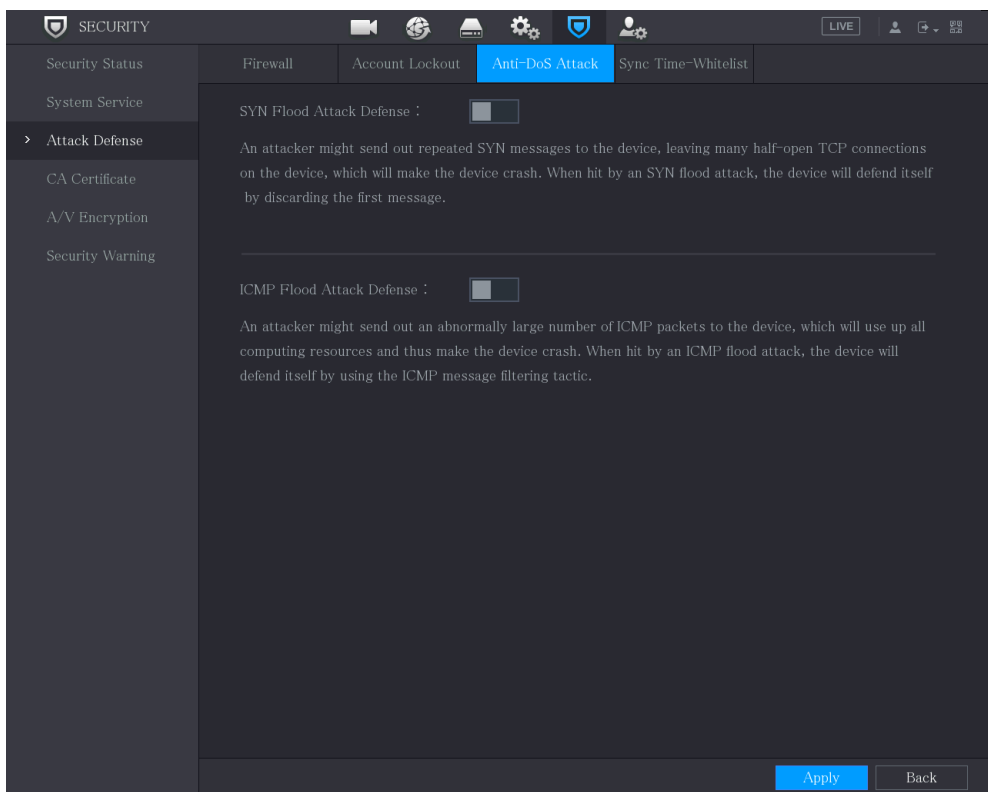 SECURITY
LIVE
Security Status
System Service
Attack Defense
CA Certificate
A/V Encryption
Security Warning
Firewall
Account Lockout
Anti-DoS Attack
Sync Time-Whitelist
SYN Flood Attack Defense :
An attacker might send out repeated SYN messages to the device, leaving many half-open TCP connections
on the device, which will make the device crash. When hit by an SYN flood attack, the device will defend itself
by discarding the first message.
ICMP Flood Attack Defense :
An attacker might send out an abnormally large number of ICMP packets to the device, which will use up all
computing resources and thus make the device crash. When hit by an ICMP flood attack, the device will
defend itself by using the ICMP message filtering tactic.
Apply
Back